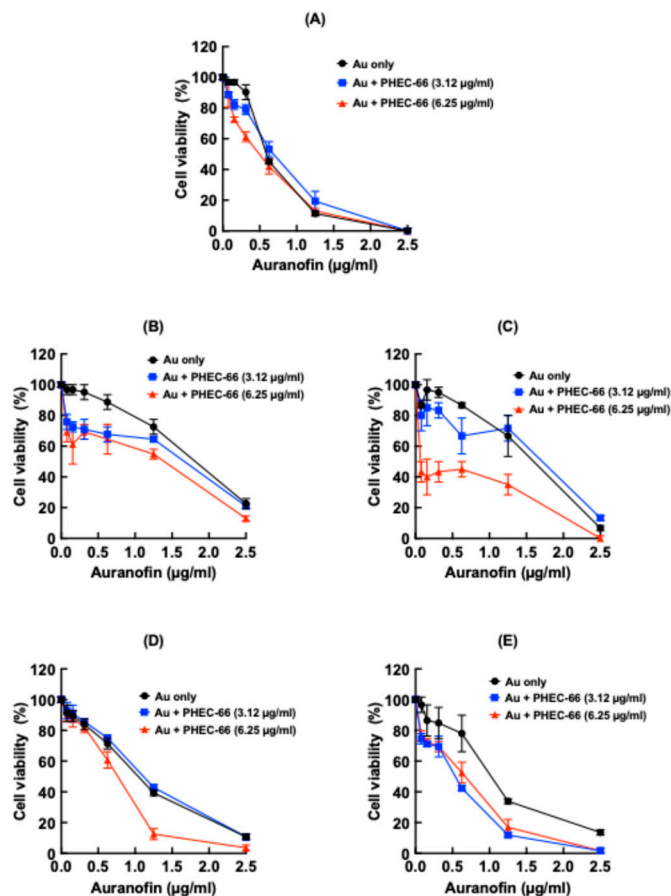 (A)
Cell viability (%)
120
100
80
60
40
20
0
0.0 0.5 1.0 1.5 2.0 2.5
Auranofin (µg/ml)
Au only
Au + PHEC-66 (3.12 µg/ml)
Au + PHEC-66 (6.25 µg/ml)
(B)
Cell viability (%)
120
100
80
60
40
20
0
0.0 0.5 1.0 1.5 2.0 2.5
Auranofin (µg/ml)
Au only
Au + PHEC-66 (3.12 µg/ml)
Au + PHEC-66 (6.25 µg/ml)
(C)
Cell viability (%)
120
100
80
60
40
20
0
0.0 0.5 1.0 1.5 2.0 2.5
Auranofin (µg/ml)
Au only
Au + PHEC-66 (3.12 µg/ml)
Au + PHEC-66 (6.25 µg/ml)
(D)
Cell viability (%)
120
100
80
60
40
20
0
0.0 0.5 1.0 1.5 2.0 2.5
Auranofin (µg/ml)
Au only
Au + PHEC-66 (3.12 µg/ml)
Au + PHEC-66 (6.25 µg/ml)
(E)
Cell viability (%)
120
100
80
60
40
20
0
0.0 0.5 1.0 1.5 2.0 2.5
Auranofin (µg/ml)
Au only
Au + PHEC-66 (3.12 µg/ml)
Au + PHEC-66 (6.25 µg/ml)